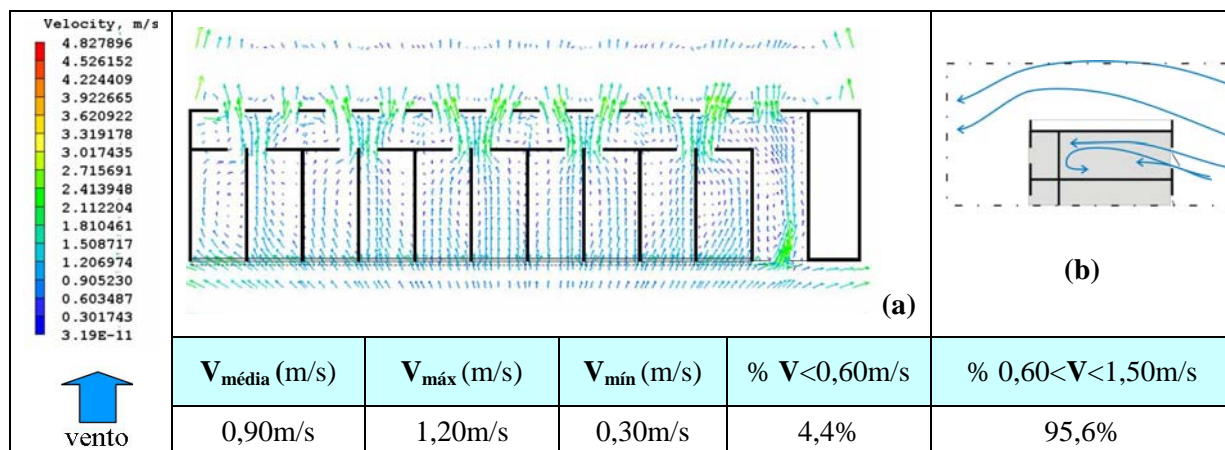 Velocity, m/s
4.827896
4.526152
4.224409
3.922665
3.620922
3.319178
3.017435
2.715691
2.413948
2.112204
1.810461
1.508717
1.206974
0.905230
0.603487
0.301743
3.19E-11
vento
(a)
(b)
Vmédia (m/s) Vmáx (m/s) Vmín (m/s) % V<0,60m/s % 0,60<V<1,50m/s
0,90m/s 1,20m/s 0,30m/s 4,4% 95,6%